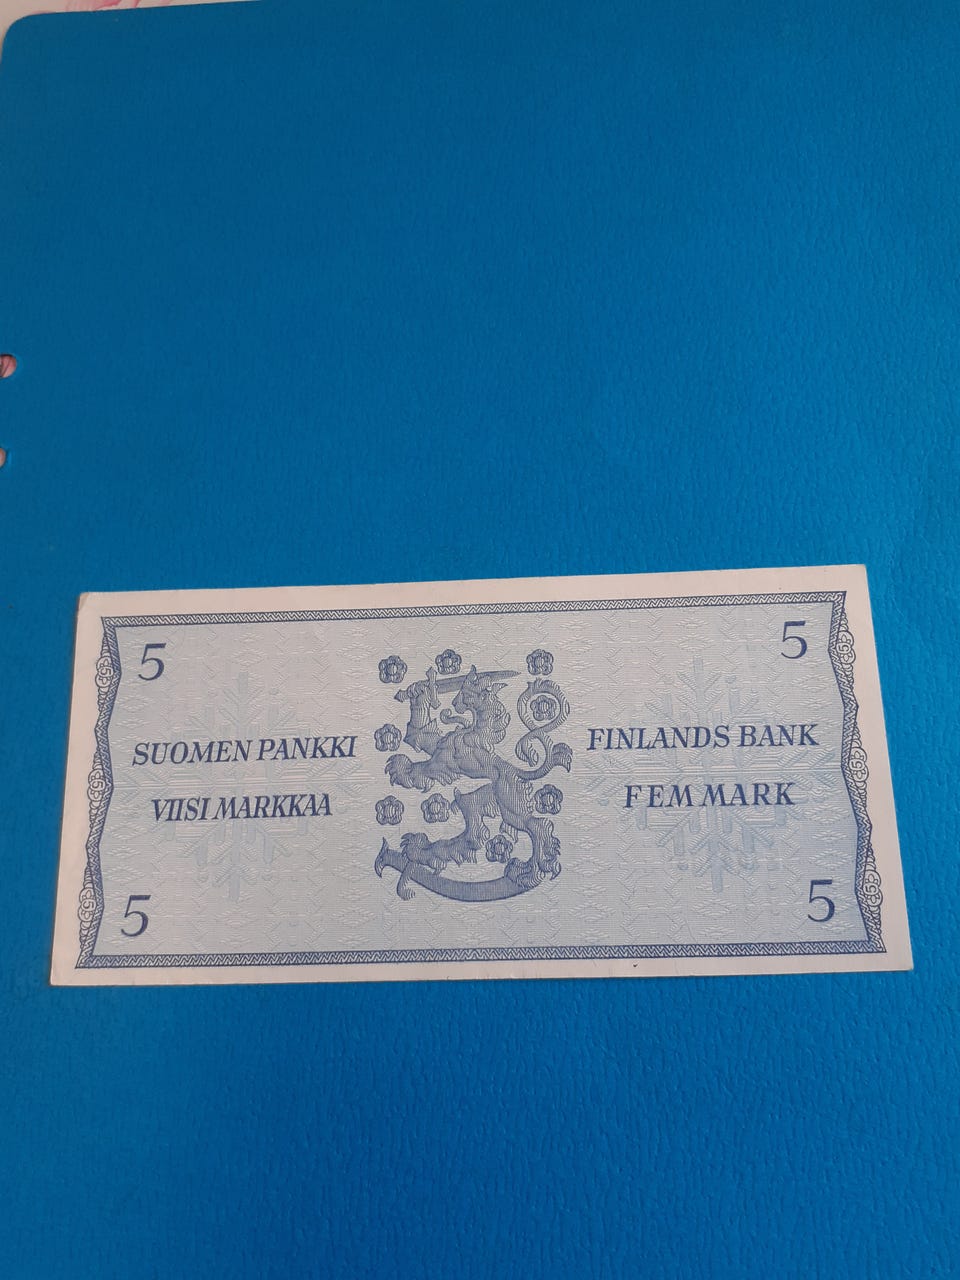 5
5
SUOMEN PANKKI
FINLANDS BANK
VIISI MARKKAA
FEM MARK
5
5